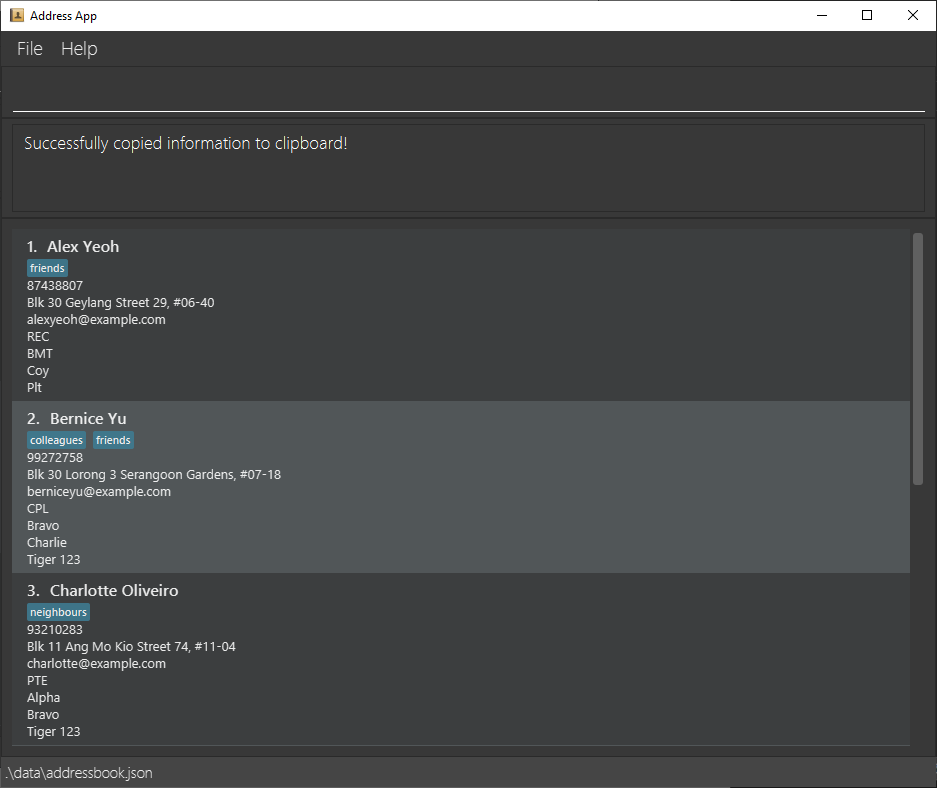 Address App
File Help
Successfully copied information to clipboard!
1. Alex Yeoh
friends
87438807
Blk 30 Geylang Street 29, #06-40
alexyeoh@example.com
REC
BMT
Coy
Plt
2. Bernice Yu
colleagues friends
99272758
Blk 30 Lorong 3 Serangoon Gardens, #07-18
berniceyu@example.com
CPL
Bravo
Charlie
Tiger 123
3. Charlotte Oliveiro
neighbours
93210283
Blk 11 Ang Mo Kio Street 74, #11-04
charlotte@example.com
PTE
Alpha
Bravo
Tiger 123
.\data\addressbook.json